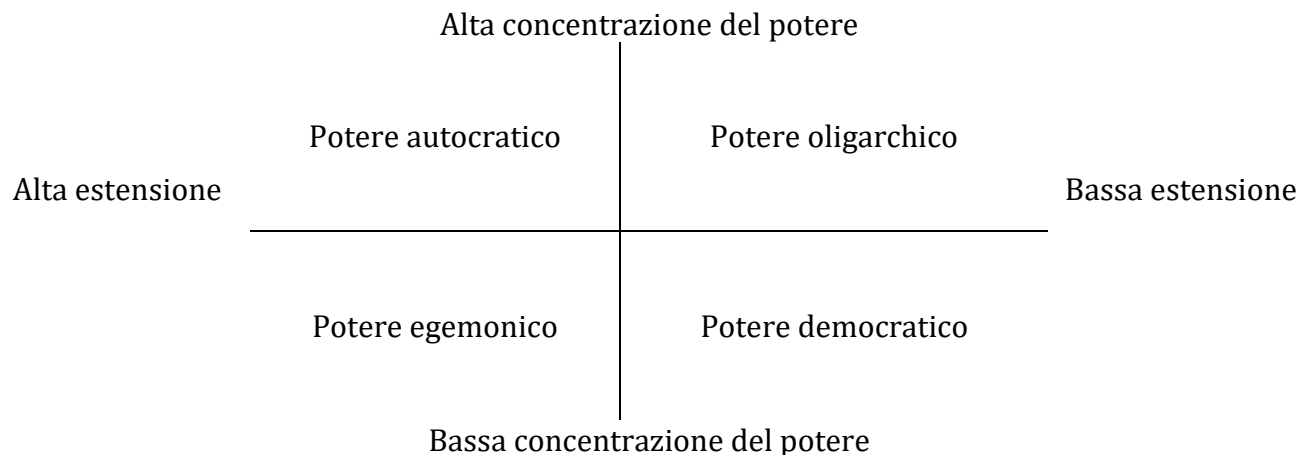 Alta concentrazione del potere
Potere autocratico
Potere oligarchico
Alta estensione
Bassa estensione
Potere egemonico
Potere democratico
Bassa concentrazione del potere